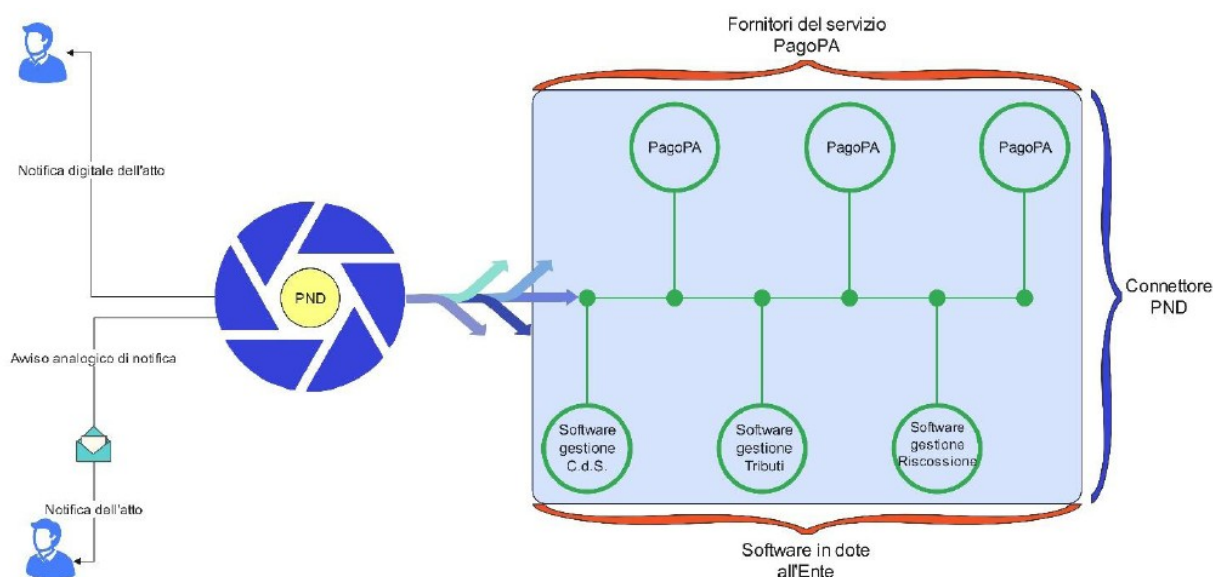 Fornitori del servizio
PagoPA
PagoPA
PagoPA
PagoPA
Notifica digitale dell'atto
PND
Connettore
PND
Avviso analogico di notifica
Software
gestione
C.d.S.
Software
gestione
Tributi
Software
gestione
Riscossione
Notifica dell'atto
Software in dote
all'Ente